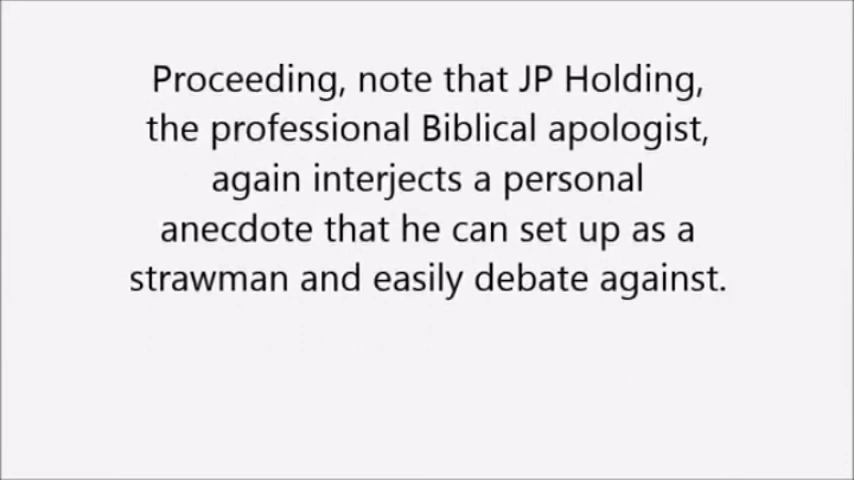 Proceeding, note that JP Holding,
the professional Biblical apologist,
again interjects a personal
anecdote that he can set up as a
strawman and easily debate against.